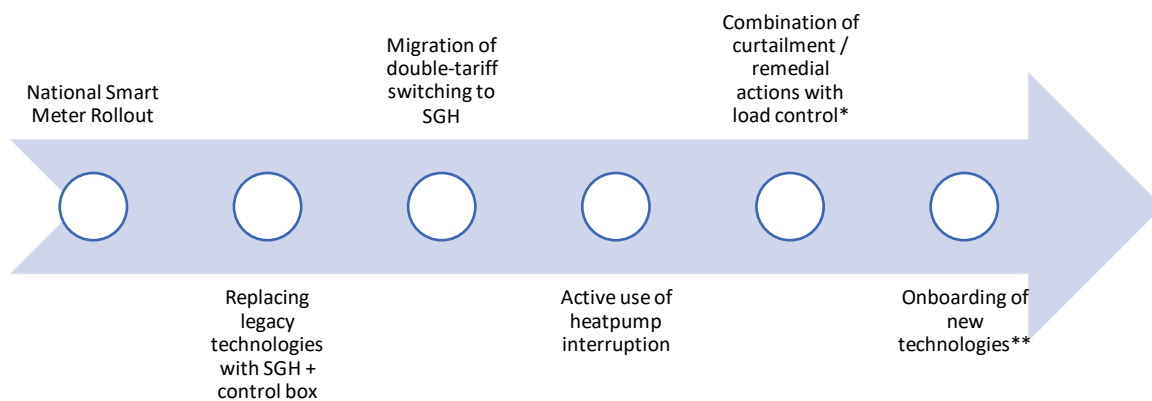 National Smart
Meter Rollout
Replacing
legacy
technologies
with SGH +
control box
Migration of
double-tariff
switching to
SGH
Active use of
heatpump
interruption
Combination of
curtailment /
remedial
actions with
load control*
Onboarding of
new
technologies**